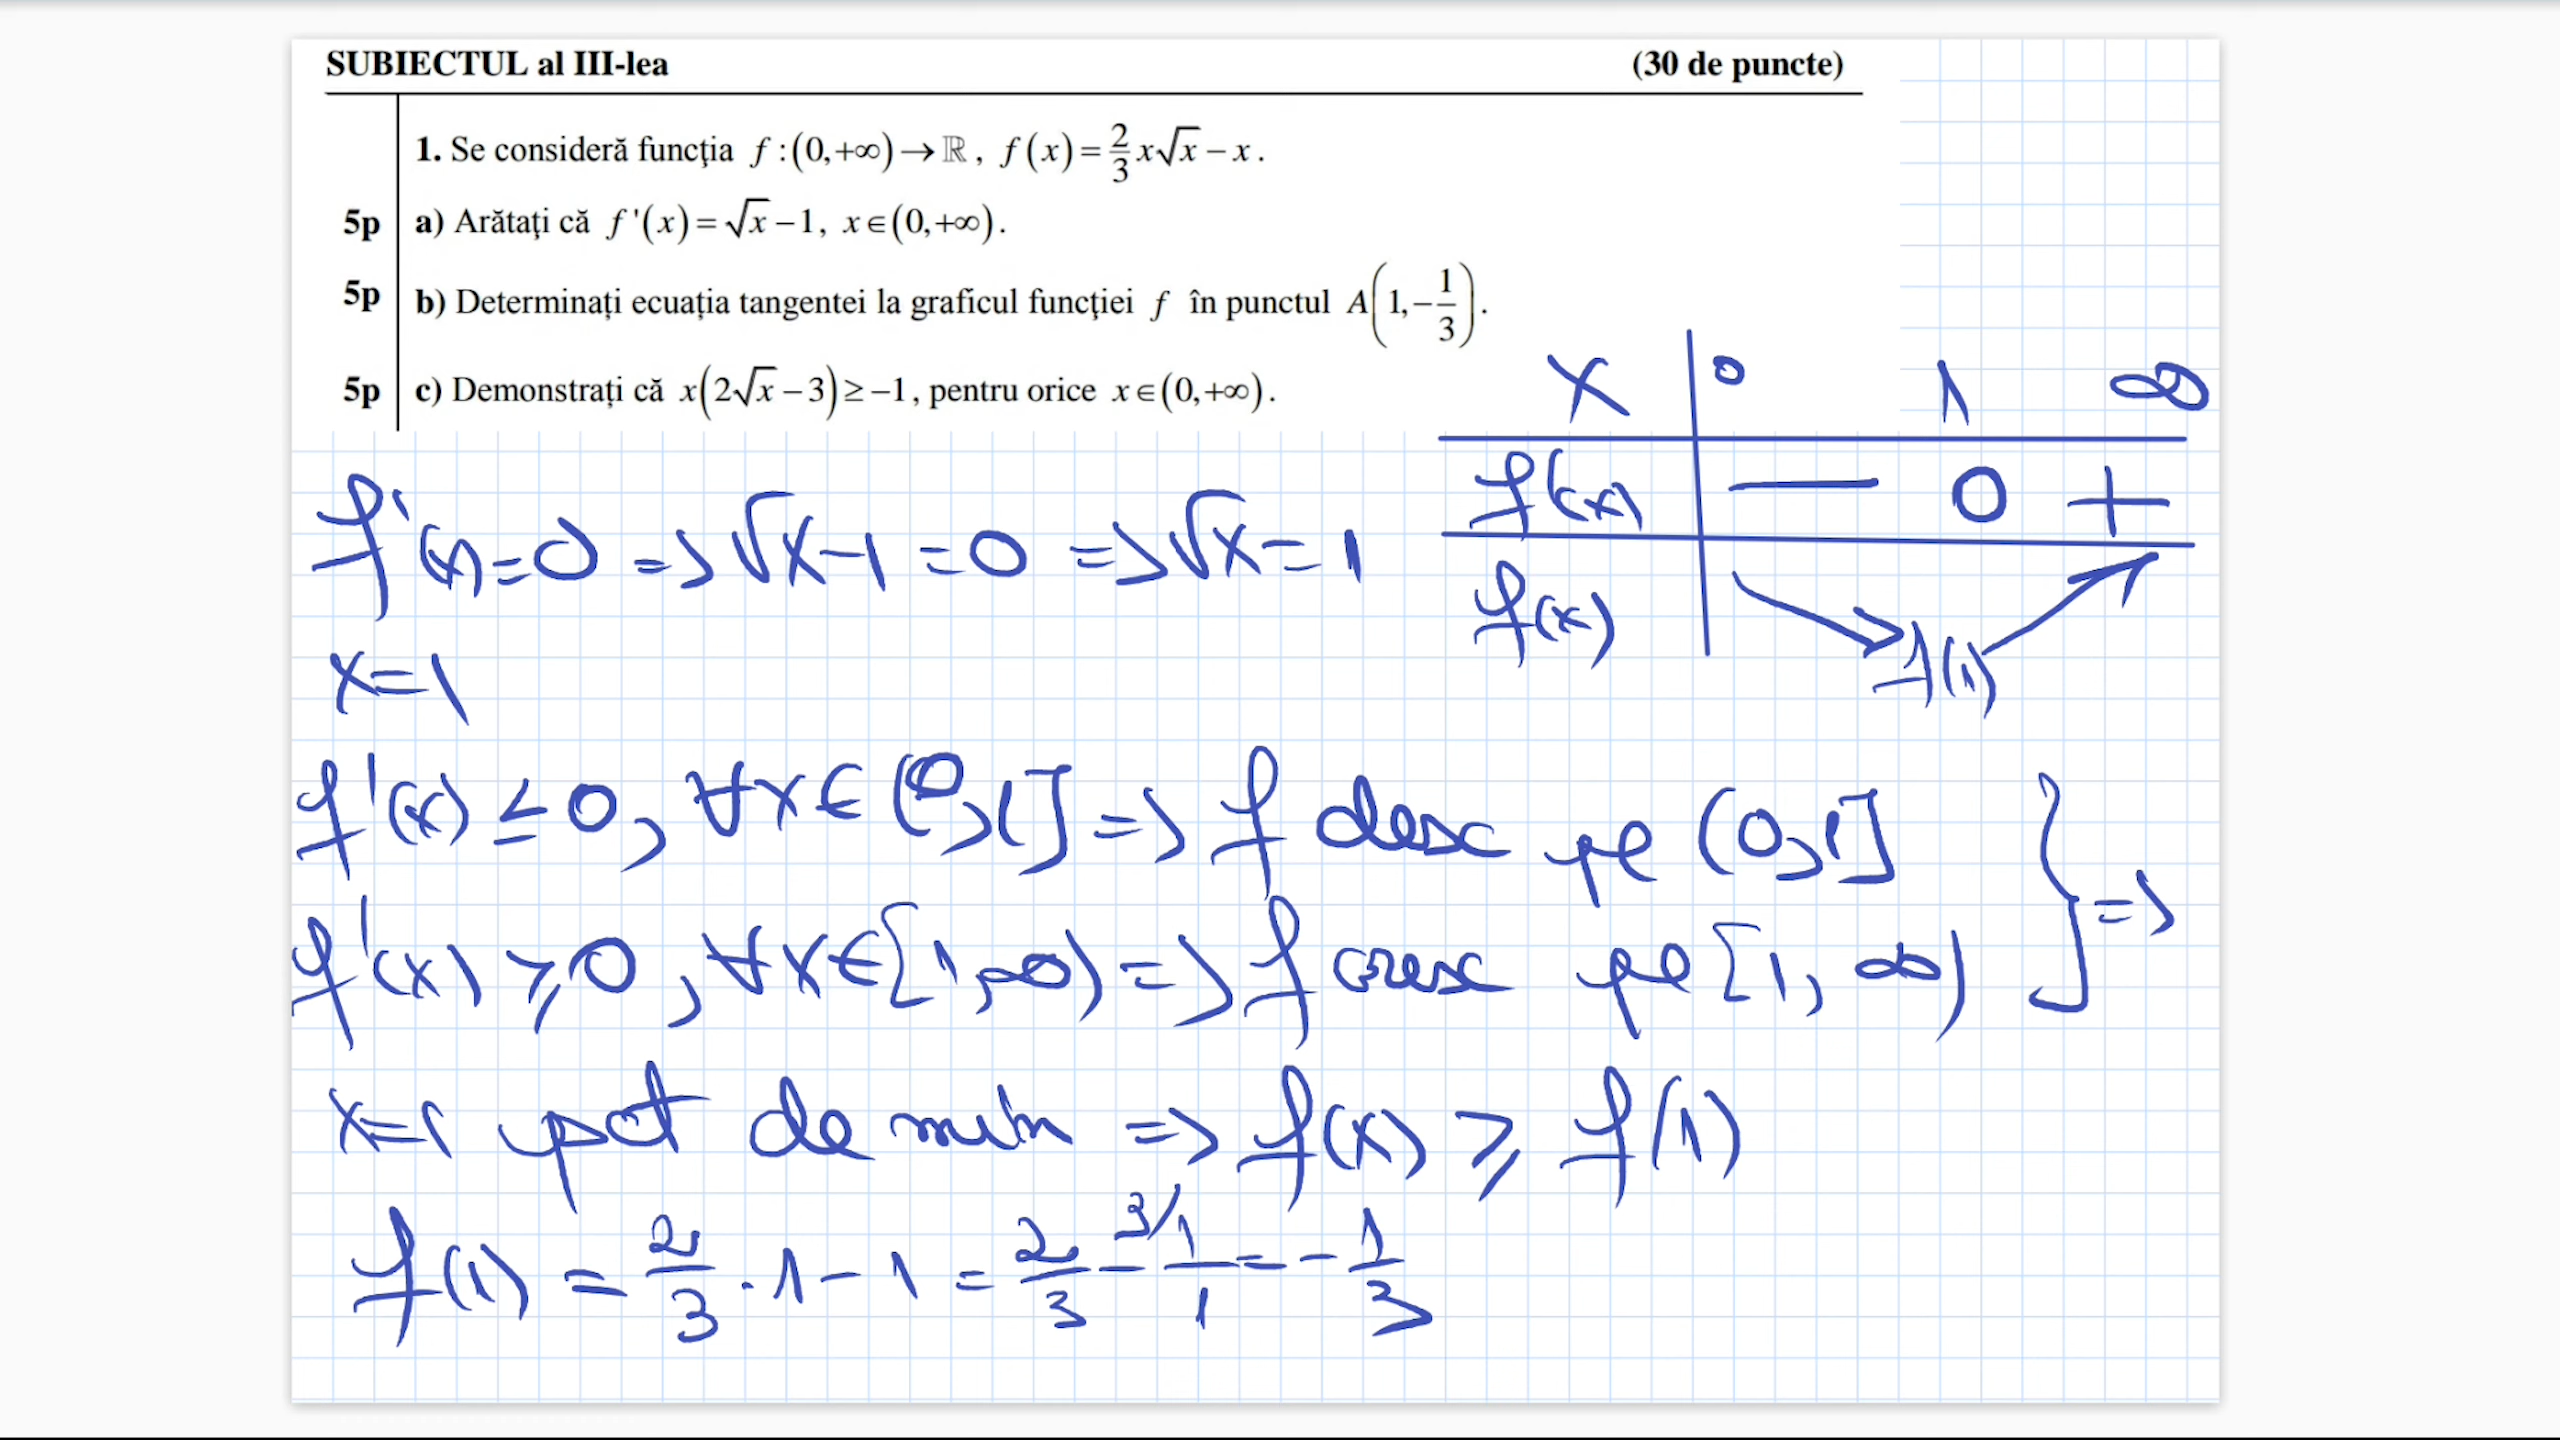 SUBIECTUL al III-lea (30 de puncte)
1. Se consideră funcția f : (0,+∞) → ℝ, f(x) = 2/3 x√x − x.
5p a) Arătați că f'(x) = √x − 1, x ∈ (0,+∞).
5p b) Determinați ecuația tangentei la graficul funcției f în punctul A(1, −1/3).
5p c) Demonstrați că x(2√x − 3) ≥ −1, pentru orice x ∈ (0,+∞).
x | 0 1 ∞
f'(x) | — 0 +
f(x) | ↘ f(1) ↗
f'(x) = 0 => √x − 1 = 0 => √x = 1
x = 1
f'(x) ≤ 0, ∀x ∈ (0,1] => f desc pe (0,1]
f'(x) ≥ 0, ∀x ∈ [1,∞) => f cresc pe [1,∞) } =>
x=1 pct de min => f(x) ≥ f(1)
f(1) = 2/3 · 1 − 1 = 2/3 − ³⁾1/1 = − 1/3